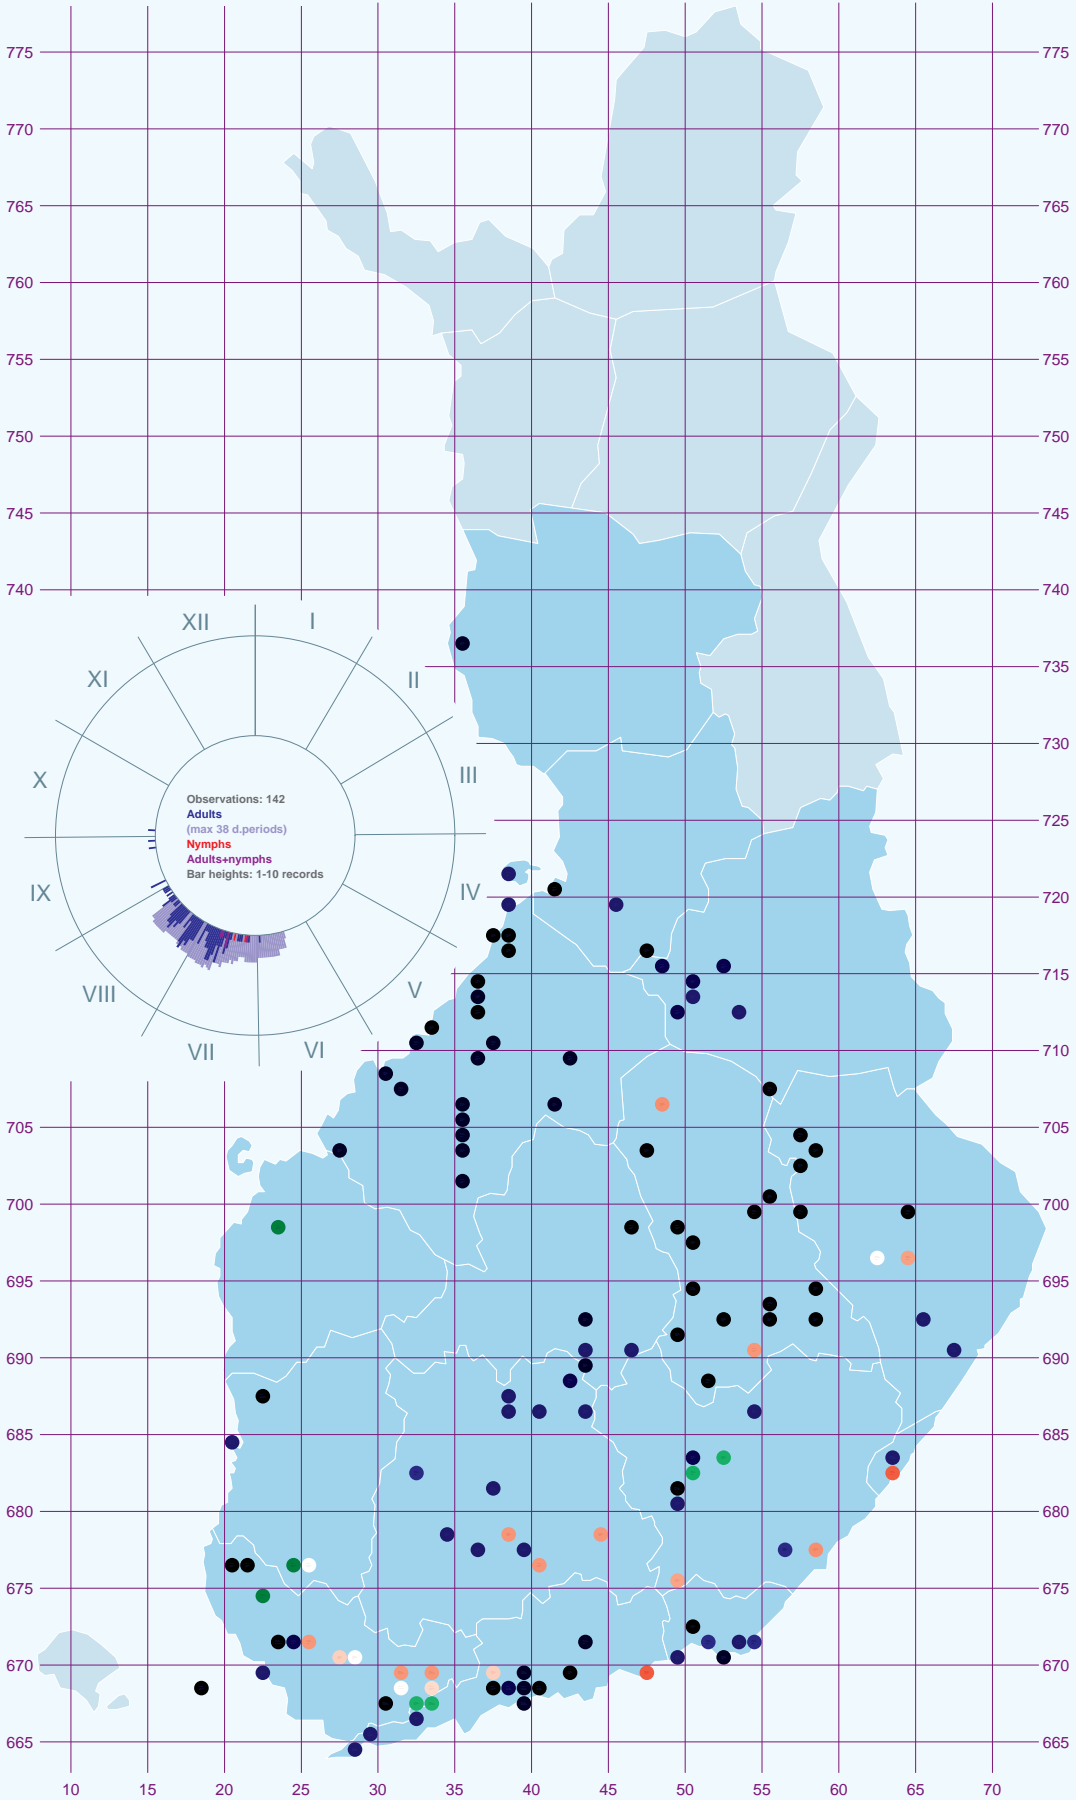 775 775
770 770
765 765
760 760
755 755
750 750
745 745
740 740
735
730
725
720
715
710
705 705
700 700
695 695
690 690
685 685
680 680
675 675
670 670
665 665
XII I
XI II
X III
IX IV
VIII V
VII VI
Observations: 142
Adults
(max 38 d.periods)
Nymphs
Adults+nymphs
Bar heights: 1-10 records
10 15 20 25 30 35 40 45 50 55 60 65 70